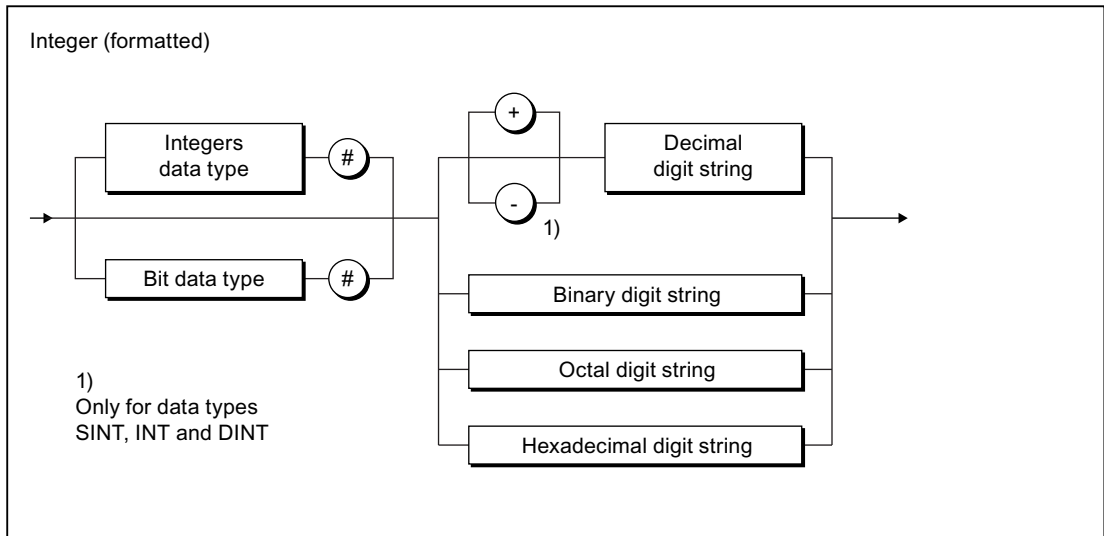 Integer (formatted)
+
Integers
data type
#
Decimal
digit string
-
1)
Bit data type
#
Binary digit string
Octal digit string
1)
Only for data types
SINT, INT and DINT
Hexadecimal digit string